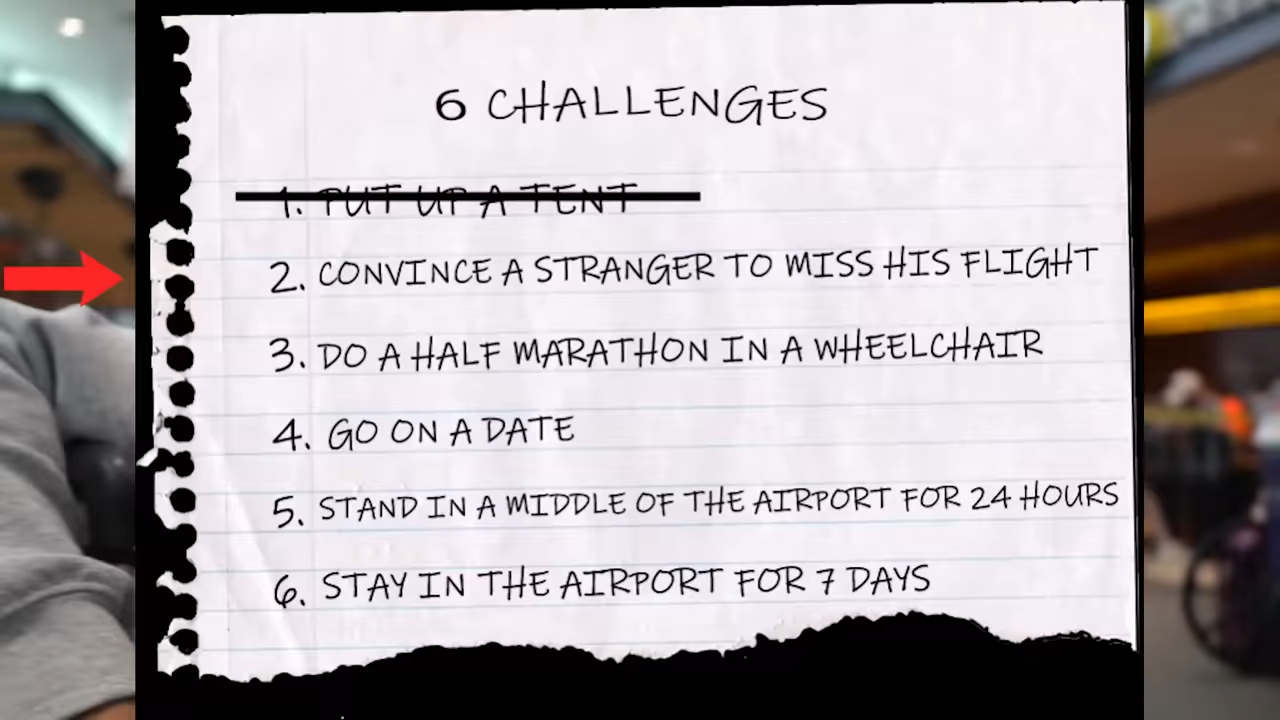 6 CHALLENGES
1. PUT UP A TENT
2. CONVINCE A STRANGER TO MISS HIS FLIGHT
3. DO A HALF MARATHON IN A WHEELCHAIR
4. GO ON A DATE
5. STAND IN A MIDDLE OF THE AIRPORT FOR 24 HOURS
6. STAY IN THE AIRPORT FOR 7 DAYS